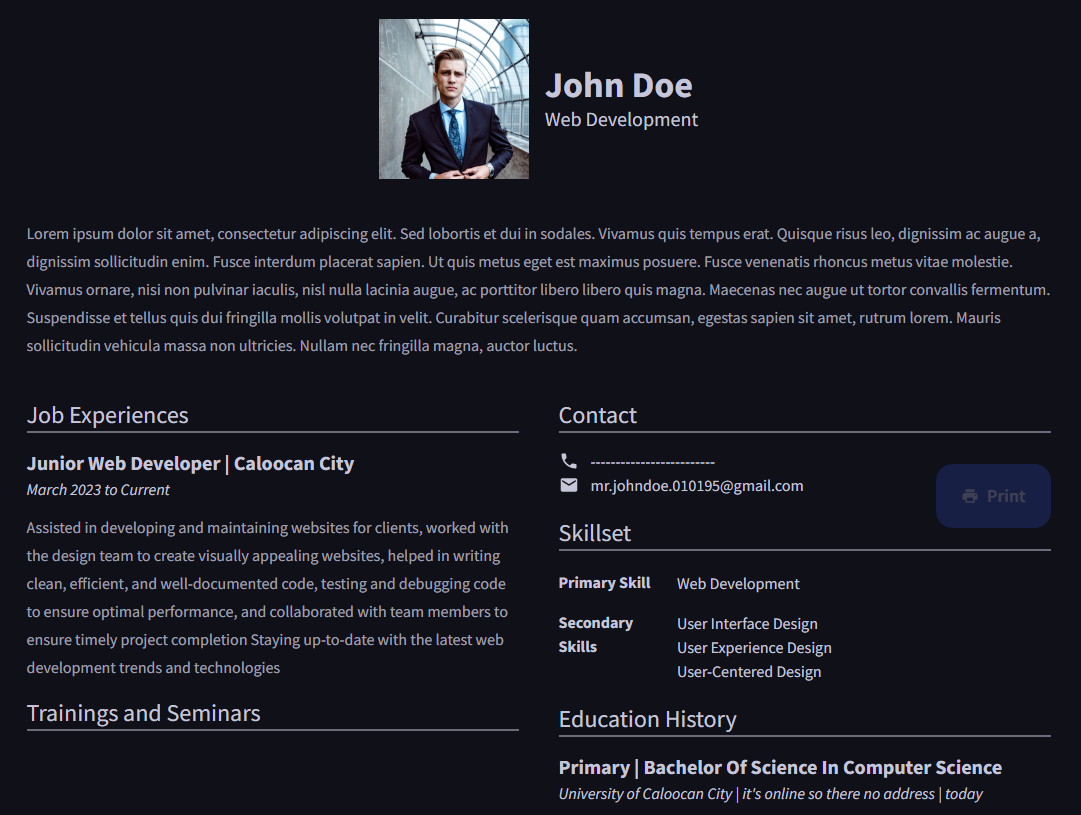 John Doe
Web Development
Lorem ipsum dolor sit amet, consectetur adipiscing elit. Sed lobortis et dui in sodales. Vivamus quis tempus erat. Quisque risus leo, dignissim ac augue a,
dignissim sollicitudin enim. Fusce interdum placerat sapien. Ut quis metus eget est maximus posuere. Fusce venenatis rhoncus metus vitae molestie.
Vivamus ornare, nisi non pulvinar iaculis, nisl nulla lacinia augue, ac porttitor libero libero quis magna. Maecenas nec augue ut tortor convallis fermentum.
Suspendisse et tellus quis dui fringilla mollis volutpat in velit. Curabitur scelerisque quam accumsan, egestas sapien sit amet, rutrum lorem. Mauris
sollicitudin vehicula massa non ultricies. Nullam nec fringilla magna, auctor luctus.
Job Experiences
Junior Web Developer | Caloocan City
March 2023 to Current
Assisted in developing and maintaining websites for clients, worked with
the design team to create visually appealing websites, helped in writing
clean, efficient, and well-documented code, testing and debugging code
to ensure optimal performance, and collaborated with team members to
ensure timely project completion Staying up-to-date with the latest web
development trends and technologies
Trainings and Seminars
Contact
-------------------------
mr.johndoe.010195@gmail.com
Print
Skillset
Primary Skill Web Development
Secondary User Interface Design
Skills User Experience Design
User-Centered Design
Education History
Primary | Bachelor Of Science In Computer Science
University of Caloocan City | it's online so there no address | today